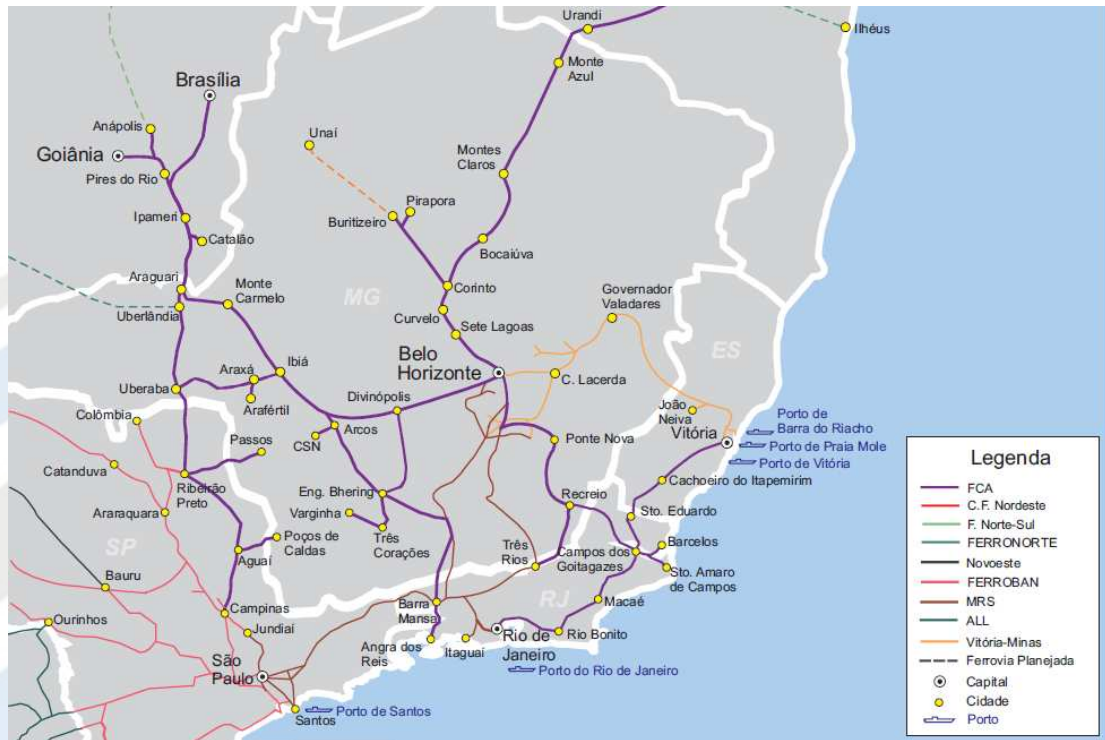 Urandi
Ilhéus
Monte
Azul
Brasília
Anápolis
Unaí
Goiânia
Montes
Claros
Pires do Rio
Pirapora
Buritizeiro
Ipameri
Catalão
Bocaiúva
Araguari
Monte
Carmelo
MG
Corinto
Governador
Valadares
Uberlândia
Curvelo
Sete Lagoas
ES
Belo
Horizonte
Araxá
Ibiá
C. Lacerda
Uberaba
Arafértil
Divinópolis
João
Neiva
Colômbia
Vitória
Porto de
Barra do Riacho
Porto de Praia Mole
Porto de Vitória
Passos
CSN
Arcos
Ponte Nova
Catanduva
Ribeirão
Preto
Cachoeiro do Itapemirim
Eng. Bhering
Recreio
Varginha
Araraquara
Sto. Eduardo
Três
Corações
SP
Poços de
Caldas
Aguaí
Três
Rios
Campos dos
Goitagazes
Barcelos
Sto. Amaro
de Campos
Bauru
RJ
Macaé
Campinas
Barra
Mansa
Ourinhos
Jundiaí
Rio Bonito
Angra dos
Reis
Itaguaí
Rio de
Janeiro
São
Paulo
Porto do Rio de Janeiro
Santos
Porto de Santos
Legenda
FCA
C.F. Nordeste
F. Norte-Sul
FERRONORTE
Novoeste
FERROBAN
MRS
ALL
Vitória-Minas
Ferrovia Planejada
Capital
Cidade
Porto